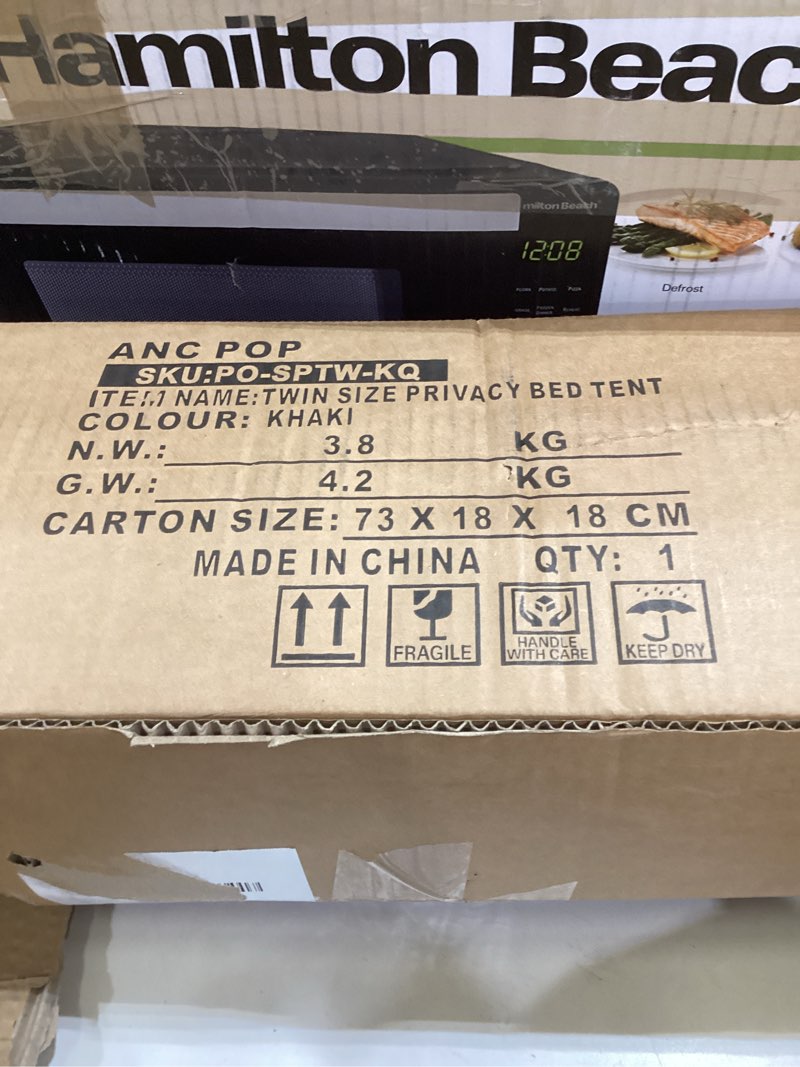 Hamilton Beac
milton Beach
12:08
Defrost
ANC POP
SKU:PO-SPTW-KQ
ITEM NAME:TWIN SIZE PRIVACY BED TENT
COLOUR: KHAKI
N.W.: 3.8 KG
G.W.: 4.2 KG
CARTON SIZE: 73 X 18 X 18 CM
MADE IN CHINA QTY: 1
FRAGILE
HANDLE
WITH CARE
KEEP DRY